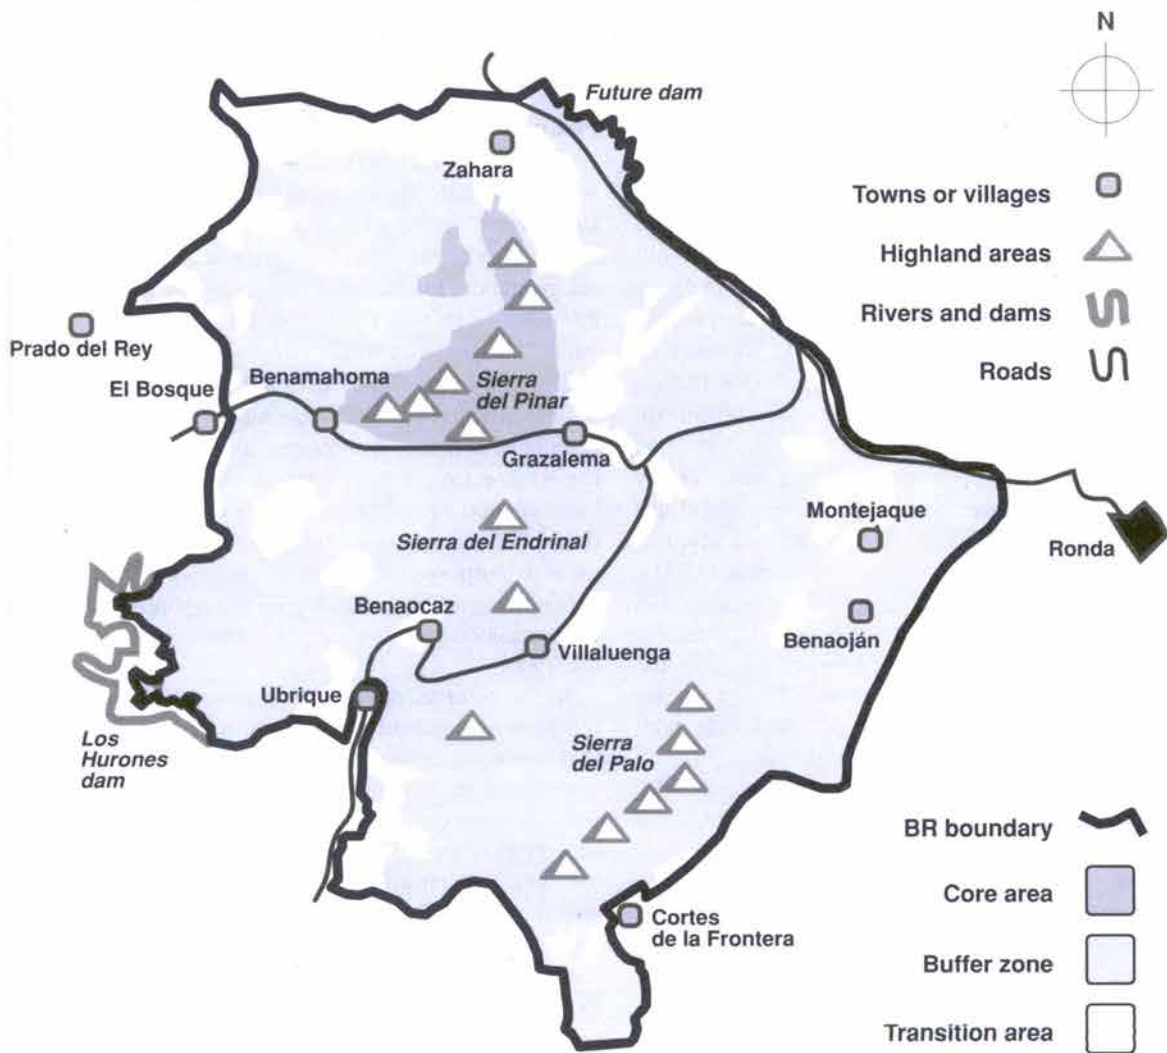 N
Future dam
Zahara
Towns or villages
Highland areas
Rivers and dams
Roads
Prado del Rey
El Bosque
Benamahoma
Sierra
del Pinar
Grazalema
Montejaque
Ronda
Sierra del Endrinal
Benaocaz
Benaoján
Villaluenga
Ubrique
Los
Hurones
dam
Sierra
del Palo
BR boundary
Core area
Cortes
de la Frontera
Buffer zone
Transition area